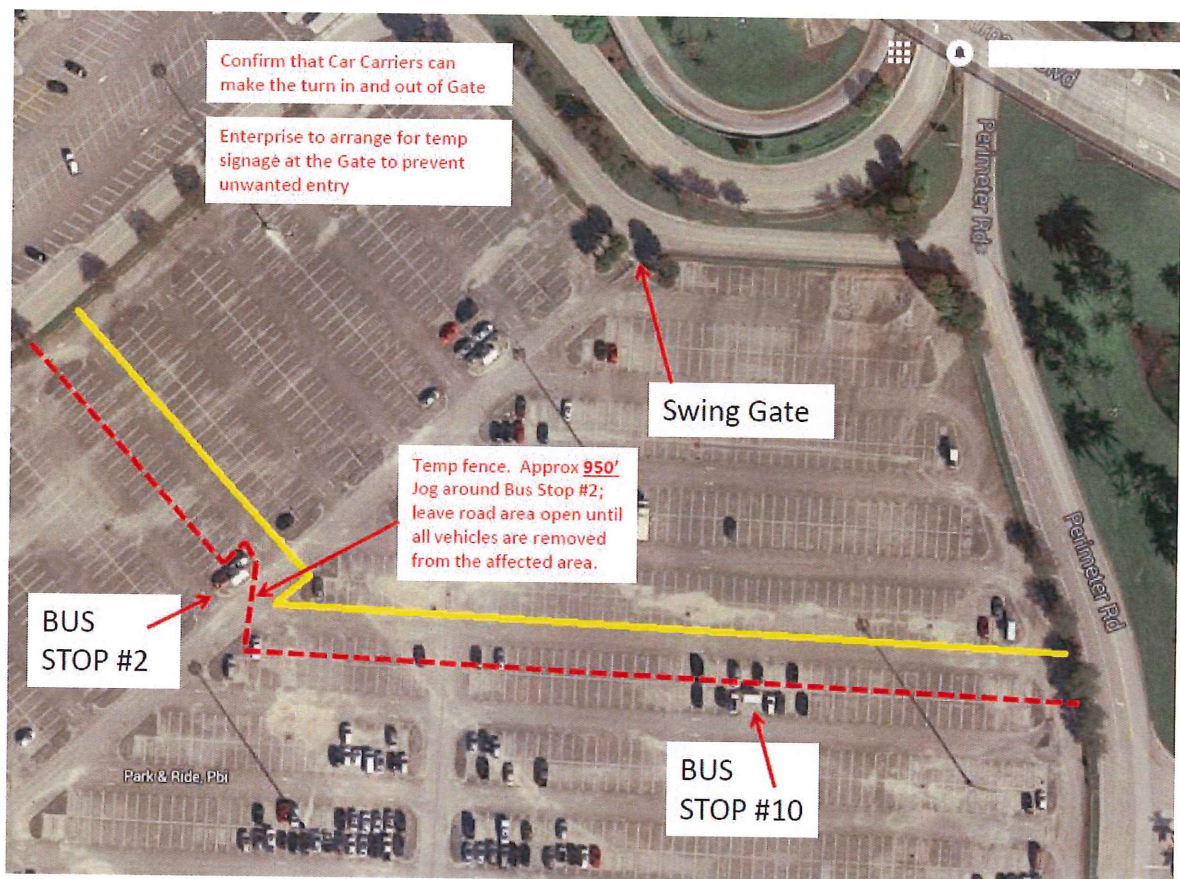 Confirm that Car Carriers can
make the turn in and out of Gate
Enterprise to arrange for temp
signage at the Gate to prevent
unwanted entry
Blvd
Perimeter Rd
Swing Gate
Temp fence. Approx 950'
Jog around Bus Stop #2;
leave road area open until
all vehicles are removed
from the affected area.
Perimeter Rd
BUS
STOP #2
BUS
STOP #10
Park & Ride, Pbi